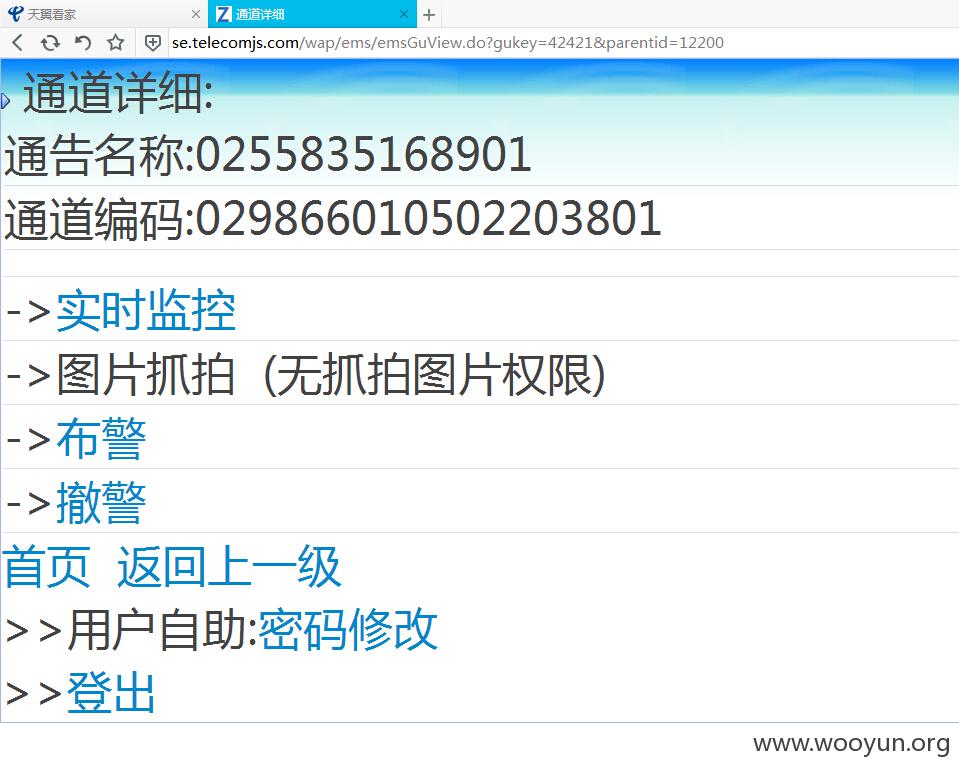 天翼看家
通道详细
se.telecomjs.com/wap/ems/emsGuView.do?gukey=42421&parentid=12200
通道详细:
通告名称:0255835168901
通道编码:029866010502203801
->实时监控
->图片抓拍 (无抓拍图片权限)
->布警
->撤警
首页 返回上一级
>>用户自助:密码修改
>>登出
www.wooyun.org